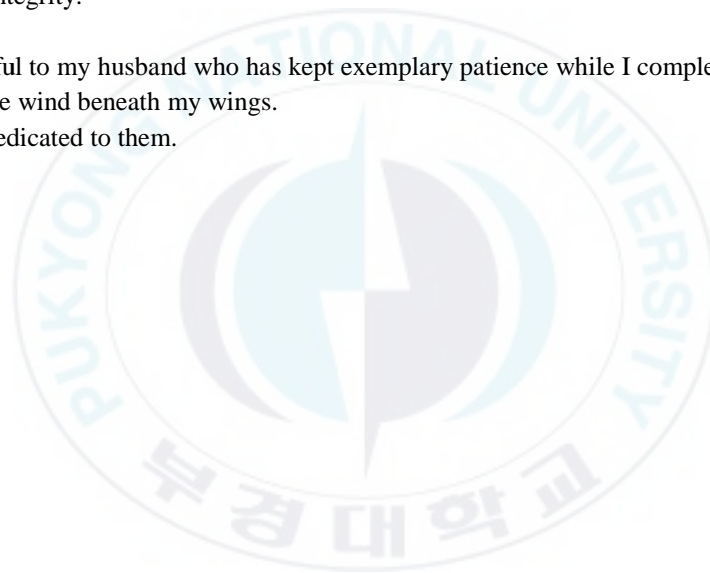 ntegrity.
ful to my husband who has kept exemplary patience while I comple
e wind beneath my wings.
edicated to them.
PUKYONG NATIONAL UNIVERSITY
부경대학교